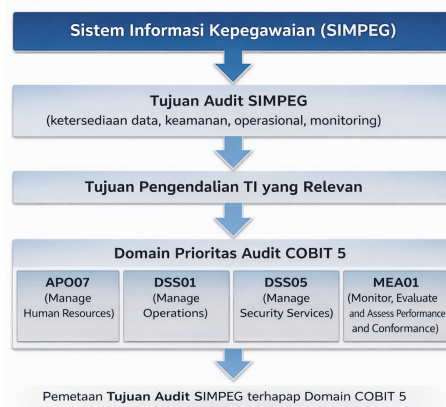 Sistem Informasi Kepegawaian (SIMPEG)
Tujuan Audit SIMPEG
(ketersediaan data, keamanan, operasional, monitoring)
Tujuan Pengendalian TI yang Relevan
Domain Prioritas Audit COBIT 5
APO07
(Manage
Human Resources)
DSS01
(Manage
Operations)
DSS05
(Manage
Security Services)
MEA01
(Monitor, Evaluate
and Assess Performance
and Conformance)
Pemetaan Tujuan Audit SIMPEG terhapap Domain COBIT 5